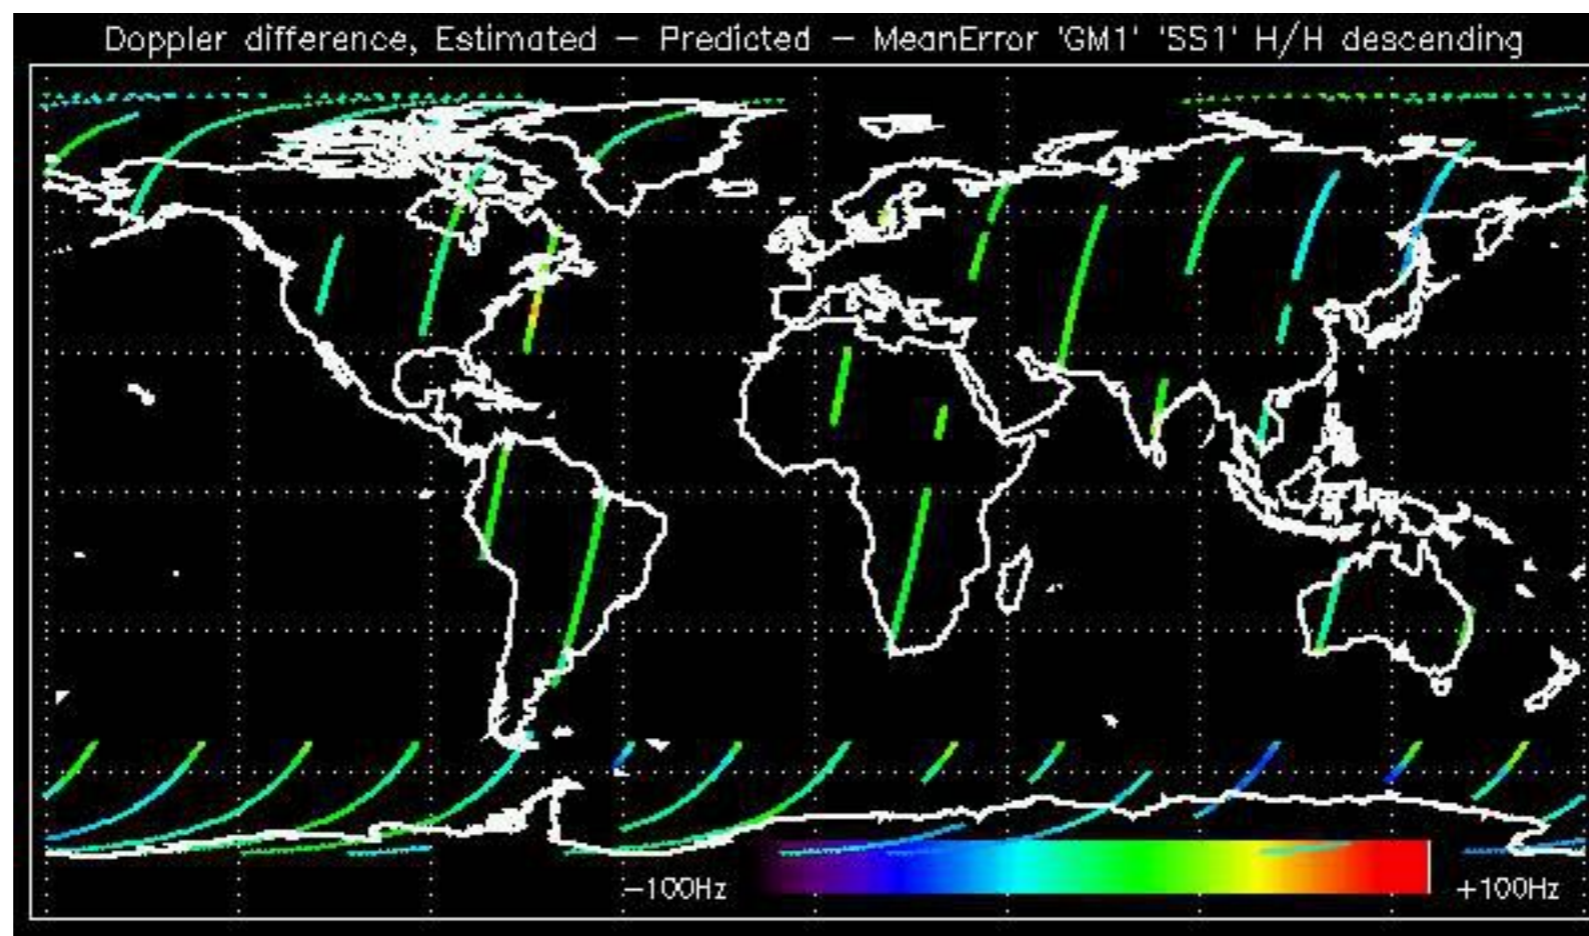 Doppler difference, Estimated – Predicted – MeanError 'GM1' 'SS1' H/H descending
–100Hz
+100Hz